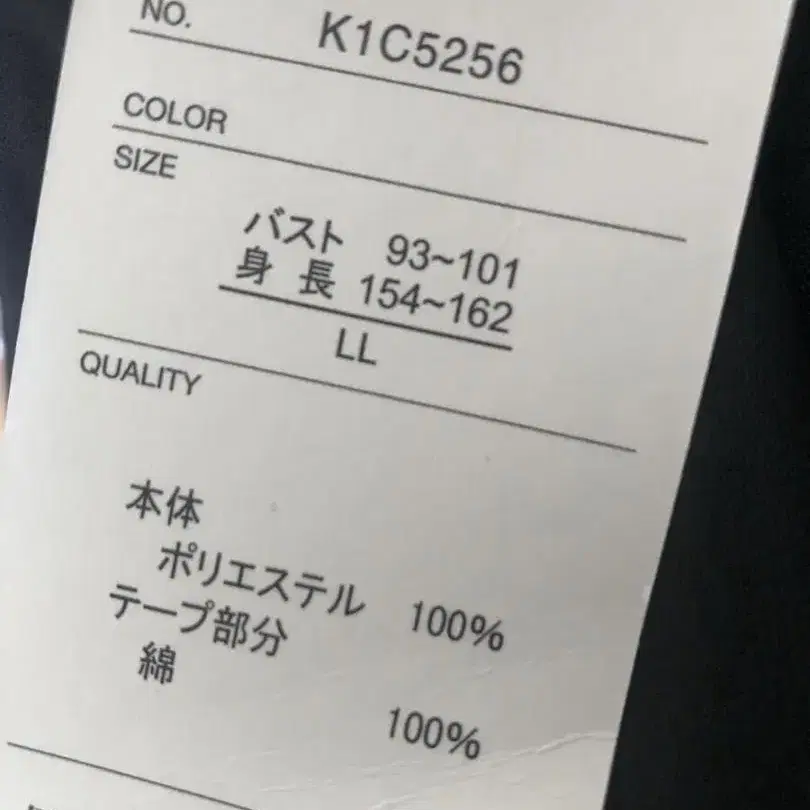 NO. K1C5256
COLOR
SIZE
バスト 93~101
身長 154~162
LL
QUALITY
本体
ポリエステル 100%
テープ部分
綿 100%